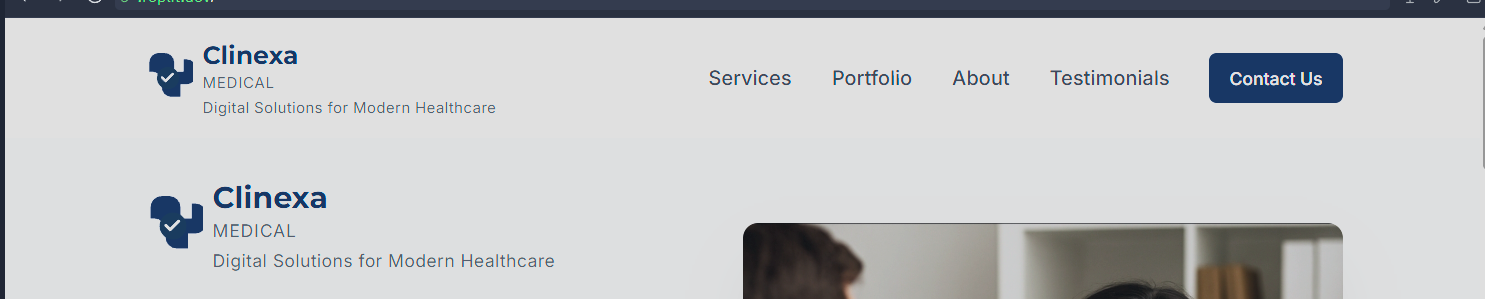 Clinexa
MEDICAL
Digital Solutions for Modern Healthcare
Services Portfolio About Testimonials Contact Us
Clinexa
MEDICAL
Digital Solutions for Modern Healthcare